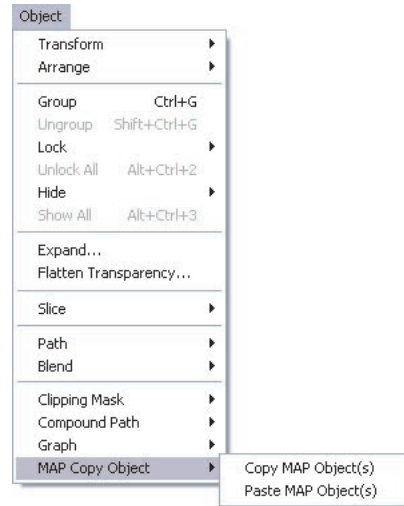 Object
Transform
Arrange
Group Ctrl+G
Ungroup Shift+Ctrl+G
Lock
Unlock All Alt+Ctrl+2
Hide
Show All Alt+Ctrl+3
Expand...
Flatten Transparency...
Slice
Path
Blend
Clipping Mask
Compound Path
Graph
MAP Copy Object
Copy MAP Object(s)
Paste MAP Object(s)